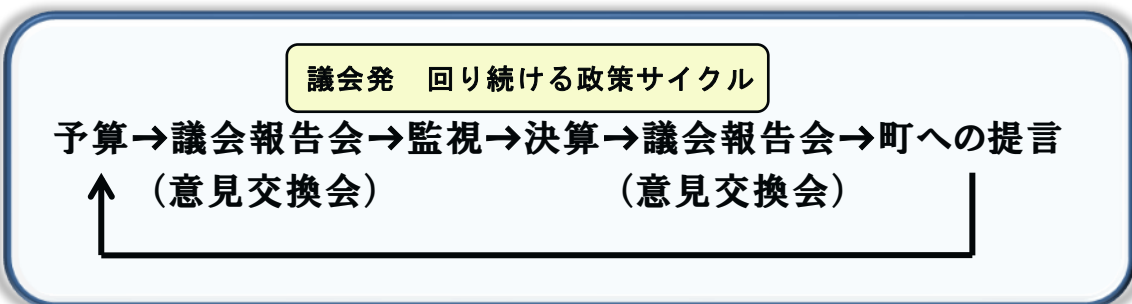 議会発　回り続ける政策サイクル
予算→議会報告会→監視→決算→議会報告会→町への提言
（意見交換会）　（意見交換会）